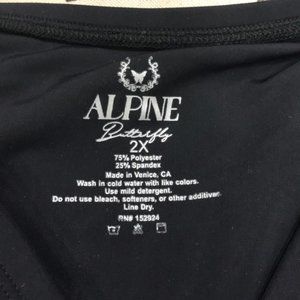 ALPINE
Butterfly
2X
75% Polyester
25% Spandex
Made in Venice, CA
Wash in cold water with like colors.
Use mild detergent.
Do not use bleach, softeners, or other additiver.
Line Dry.
RN# 152924